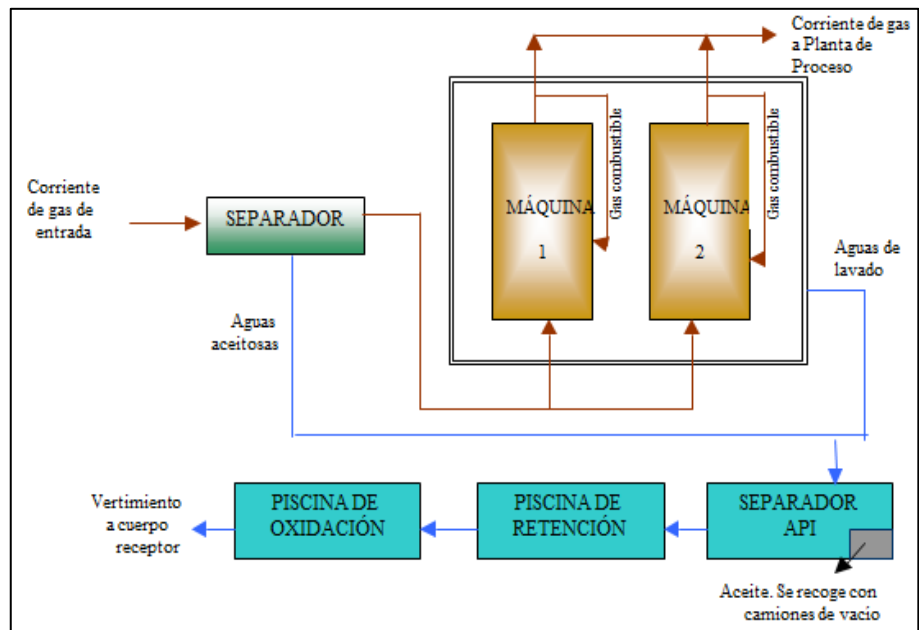 Corriente de gas
a Planta de
Proceso
Gas combustible
Gas combustible
Corriente
de gas de
entrada
SEPARADOR
MÁQUINA
1
MÁQUINA
2
Aguas de
lavado
Aguas
aceitosas
Vertimiento
a cuerpo
receptor
PISCINA DE
OXIDACIÓN
PISCINA DE
RETENCIÓN
SEPARADOR
API
Aceite. Se recoge con
camiones de vacio